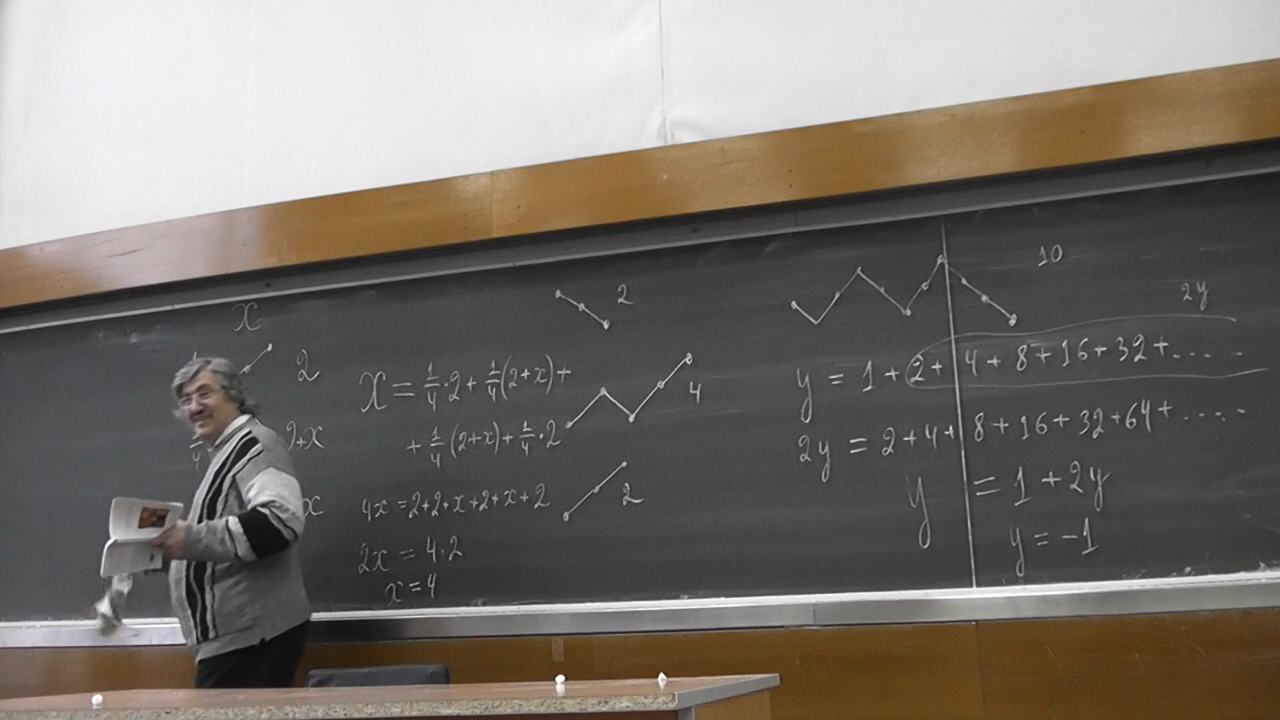 x
2
2+x
x
x = 1/4·2 + 1/4(2+x) +
+ 1/4(2+x) + 1/4·2
4x = 2+2+x+2+x+2
2x = 4·2
x = 4
2
4
2
10
2y
y = 1 + 2 + 4 + 8 + 16 + 32 + .....
2y = 2 + 4 + 8 + 16 + 32 + 64 + .....
y = 1 + 2y
y = -1